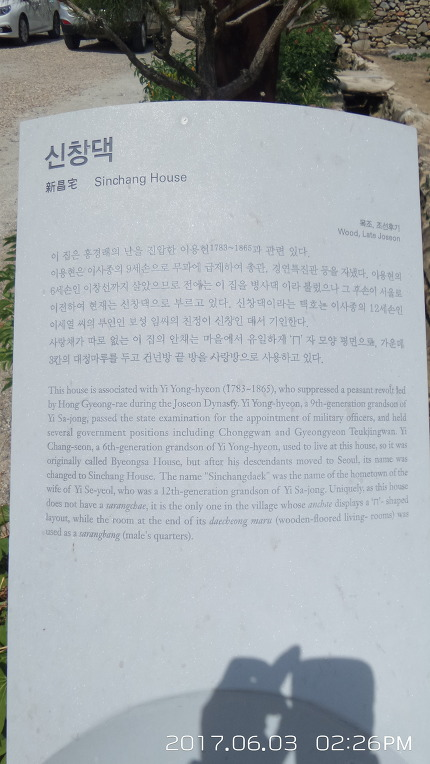 신창댁
新昌宅 Sinchang House
목조, 조선후기
Wood, Late Joseon
이 집은 홍경래의 난을 진압한 이용현1783~1865과 관련 있다.
이용현은 이사종의 9세손으로 무과에 급제하여 총관, 경연특진관 등을 지냈다. 이용현의
6세손인 이창선까지 살았으므로 전에는 이 집을 병사댁 이라 불렀으나 그 후손이 서울로
이전하여 현재는 신창댁으로 부르고 있다. 신창댁이라는 택호는 이사종의 12세손인
이세열 씨의 부인인 보성 임씨의 친정이 신창인 데서 기인한다.
사랑채가 따로 없는 이 집의 안채는 마을에서 유일하게 'ㄇ' 자 모양 평면으로, 가운데
3칸의 대청마루를 두고 건넌방 끝 방을 사랑방으로 사용하고 있다.
This house is associated with Yi Yong-hyeon (1783~1865), who suppressed a peasant revolt led
by Hong Gyeong-rae during the Joseon Dynasty. Yi Yong-hyeon, a 9th-generation grandson of
Yi Sa-jong, passed the state examination for the appointment of military officers, and held
several government positions including Chonggwan and Gyeongyeon Teukjingwan. Yi
Chang-seon, a 6th-generation grandson of Yi Yong-hyeon, used to live at this house, so it was
originally called Byeongsa House, but after his descendants moved to Seoul, its name was
changed to Sinchang House. The name "Sinchangdaek" was the name of the hometown of the
wife of Yi Se-yeol, who was a 12th-generation grandson of Yi Sa-jong. Uniquely, as this house
does not have a sarangchae, it is the only one in the village whose anchae displays a 'ㄇ'- shaped
layout, while the room at the end of its daecheong maru (wooden-floored living- rooms) was
used as a sarangbang (male's quarters).
2017.06.03 02:26PM